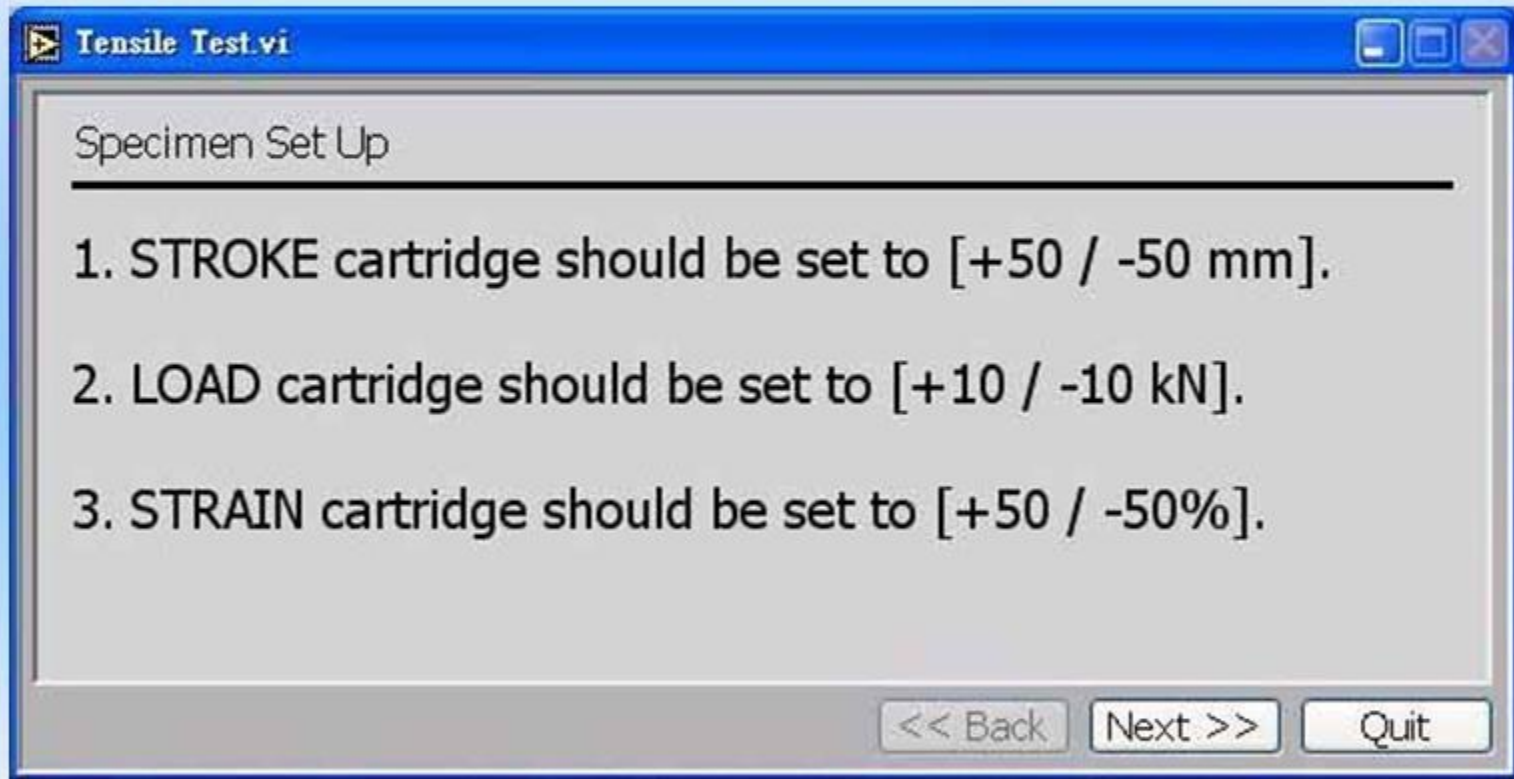 Tensile Test.vi
Specimen Set Up
1. STROKE cartridge should be set to [+50 / -50 mm].
2. LOAD cartridge should be set to [+10 / -10 kN].
3. STRAIN cartridge should be set to [+50 / -50%].
<< Back Next >> Quit